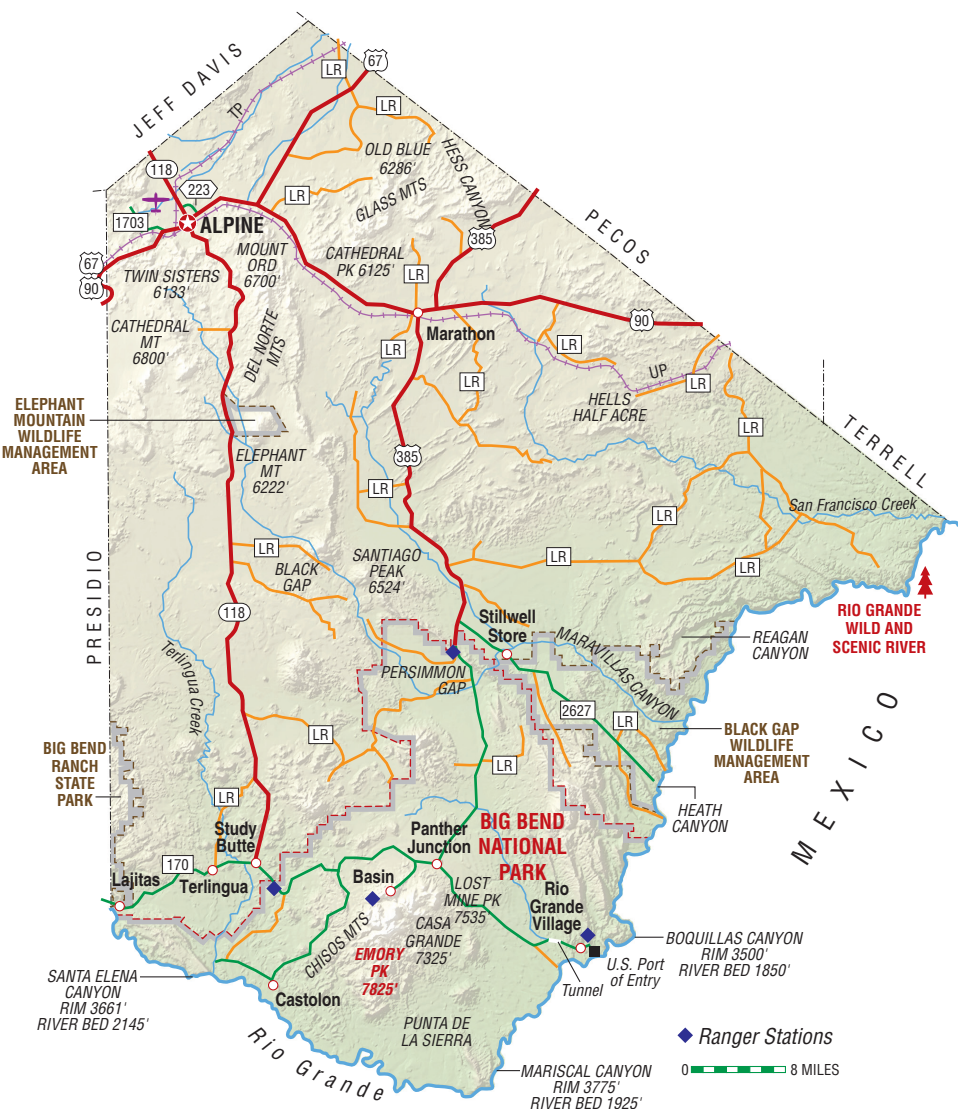 JEFF DAVIS
TP
67
LR
LR
118
223
OLD BLUE
6286'
HESS CANYON
GLASS MTS
LR
LR
1703
ALPINE
385
PECOS
67
90
TWIN SISTERS
6133'
MOUNT
ORD
6700'
CATHEDRAL
PK 6125'
LR
90
CATHEDRAL
MT
6800'
DEL NORTE
MTS
Marathon
LR
LR
LR
UP
LR
HELLS
HALF ACRE
ELEPHANT
MOUNTAIN
WILDLIFE
MANAGEMENT
AREA
ELEPHANT
MT
6222'
385
LR
LR
TERRELL
San Francisco Creek
LR
PRESIDIO
LR
BLACK
GAP
SANTIAGO
PEAK
6524'
LR
LR
118
Stillwell
Store
RIO GRANDE
WILD AND
SCENIC RIVER
REAGAN
CANYON
Terlingua Creek
PERSIMMON
GAP
MARAVILLAS CANYON
2627
LR
LR
LR
BLACK GAP
WILDLIFE
MANAGEMENT
AREA
MEXICO
BIG BEND
RANCH
STATE
PARK
LR
HEATH
CANYON
Study
Butte
Panther
Junction
BIG BEND
NATIONAL
PARK
170
Lajitas
Terlingua
Basin
LOST
MINE PK
7535'
Rio
Grande
Village
CHISOS MTS
CASA
GRANDE
7325'
EMORY
PK
7825'
BOQUILLAS CANYON
RIM 3500'
RIVER BED 1850'
U.S. Port
of Entry
Tunnel
SANTA ELENA
CANYON
RIM 3661'
RIVER BED 2145'
Castolon
PUNTA DE
LA SIERRA
Rio Grande
Ranger Stations
0 8 MILES
MARISCAL CANYON
RIM 3775'
RIVER BED 1925'